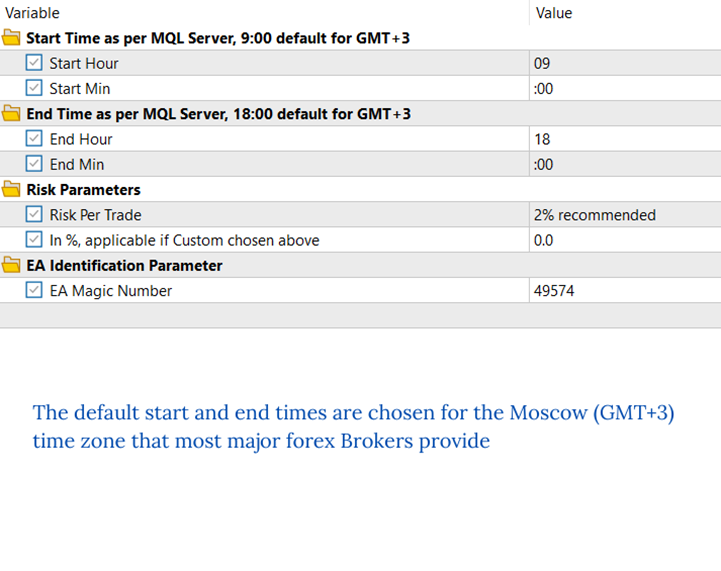 Variable Value
Start Time as per MQL Server, 9:00 default for GMT+3
Start Hour 09
Start Min :00
End Time as per MQL Server, 18:00 default for GMT+3
End Hour 18
End Min :00
Risk Parameters
Risk Per Trade 2% recommended
In %, applicable if Custom chosen above 0.0
EA Identification Parameter
EA Magic Number 49574
The default start and end times are chosen for the Moscow (GMT+3)
time zone that most major forex Brokers provide